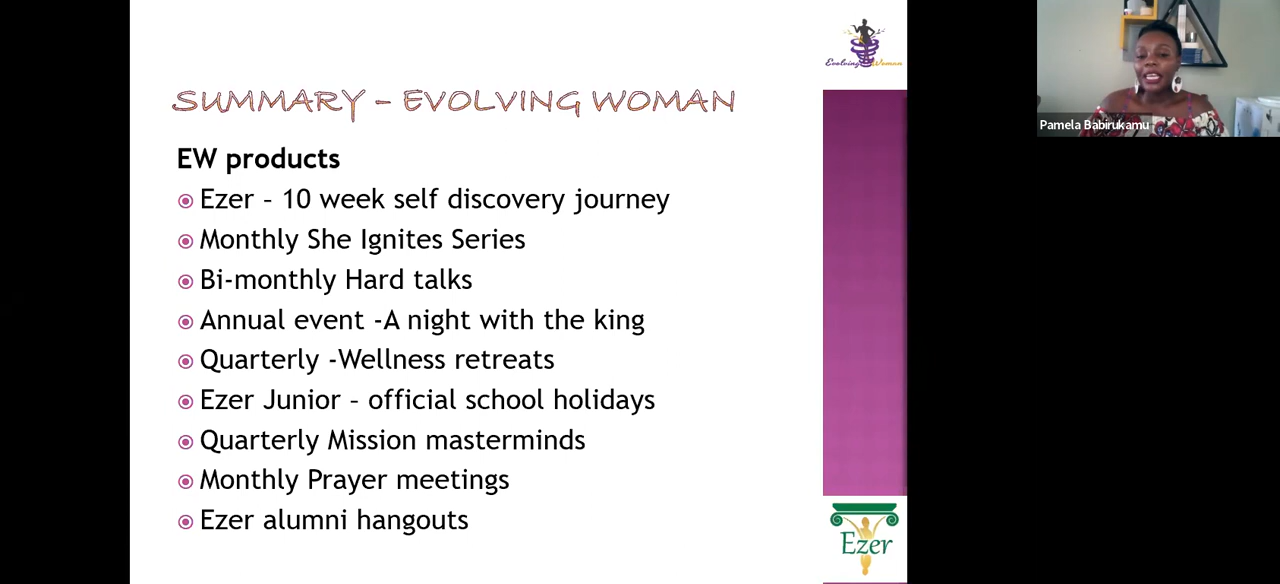 Evolving Woman
SUMMARY – EVOLVING WOMAN
EW products
Ezer – 10 week self discovery journey
Monthly She Ignites Series
Bi-monthly Hard talks
Annual event -A night with the king
Quarterly -Wellness retreats
Ezer Junior – official school holidays
Quarterly Mission masterminds
Monthly Prayer meetings
Ezer alumni hangouts
Ezer
Pamela Babirukamu